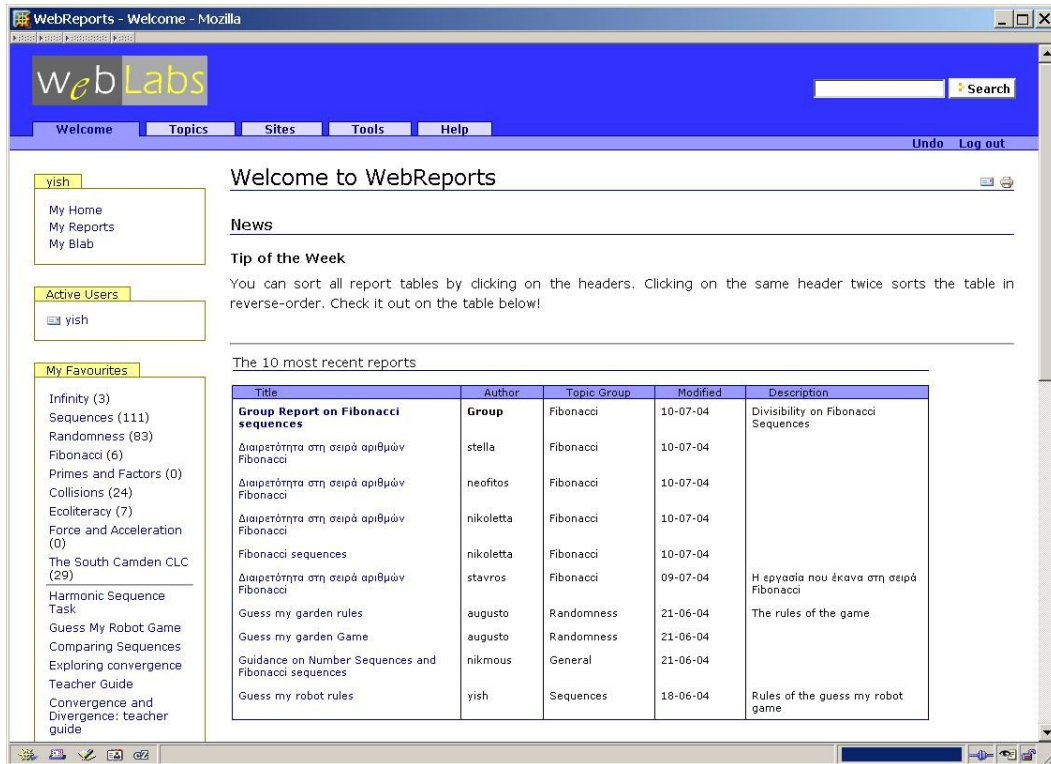 WebReports - Welcome - Mozilla
WebLabs
Search
Welcome Topics Sites Tools Help
Undo Log out
yish
My Home
My Reports
My Blab
Active Users
yish
My Favourites
Infinity (3)
Sequences (111)
Randomness (83)
Fibonacci (6)
Primes and Factors (0)
Collisions (24)
Ecoliteracy (7)
Force and Acceleration
(0)
The South Camden CLC
(29)
Harmonic Sequence
Task
Guess My Robot Game
Comparing Sequences
Exploring convergence
Teacher Guide
Convergence and
Divergence: teacher
guide
Welcome to WebReports
News
Tip of the Week
You can sort all report tables by clicking on the headers. Clicking on the same header twice sorts the table in
reverse-order. Check it out on the table below!
The 10 most recent reports
Title Author Topic Group Modified Description
Group Report on Fibonacci Group Fibonacci 10-07-04 Divisibility on Fibonacci
sequences Sequences
Διαιρετότητα στη σειρά αριθμών stella Fibonacci 10-07-04
Fibonacci
Διαιρετότητα στη σειρά αριθμών neofitos Fibonacci 10-07-04
Fibonacci
Διαιρετότητα στη σειρά αριθμών nikoletta Fibonacci 10-07-04
Fibonacci
Fibonacci sequences nikoletta Fibonacci 10-07-04
Διαιρετότητα στη σειρά αριθμών stavros Fibonacci 09-07-04 Η εργασία που έκανα στη σειρά
Fibonacci Fibonacci
Guess my garden rules augusto Randomness 21-06-04 The rules of the game
Guess my garden Game augusto Randomness 21-06-04
Guidance on Number Sequences and nikmous General 21-06-04
Fibonacci sequences
Guess my robot rules yish Sequences 18-06-04 Rules of the guess my robot
game